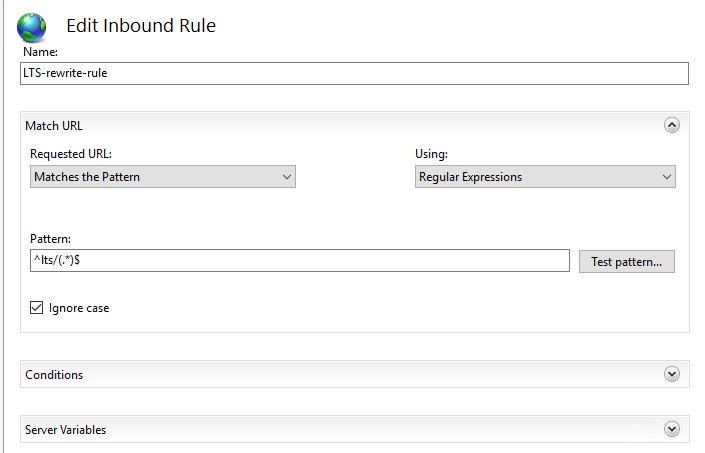 Edit Inbound Rule
Name:
LTS-rewrite-rule
Match URL
Requested URL:
Using:
Matches the Pattern
Regular Expressions
Pattern:
^lts/(.*)$
Test pattern...
Ignore case
Conditions
Server Variables